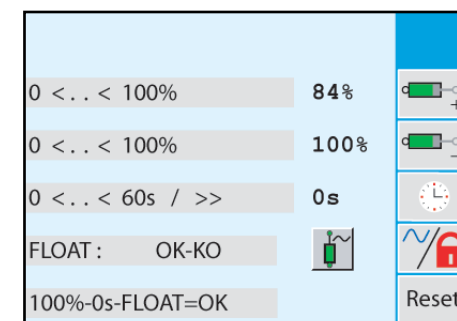 0 <..< 100% 84%
0 <..< 100% 100%
0 <..< 60s / >> 0s
FLOAT : OK-KO
100%-0s-FLOAT=OK Reset